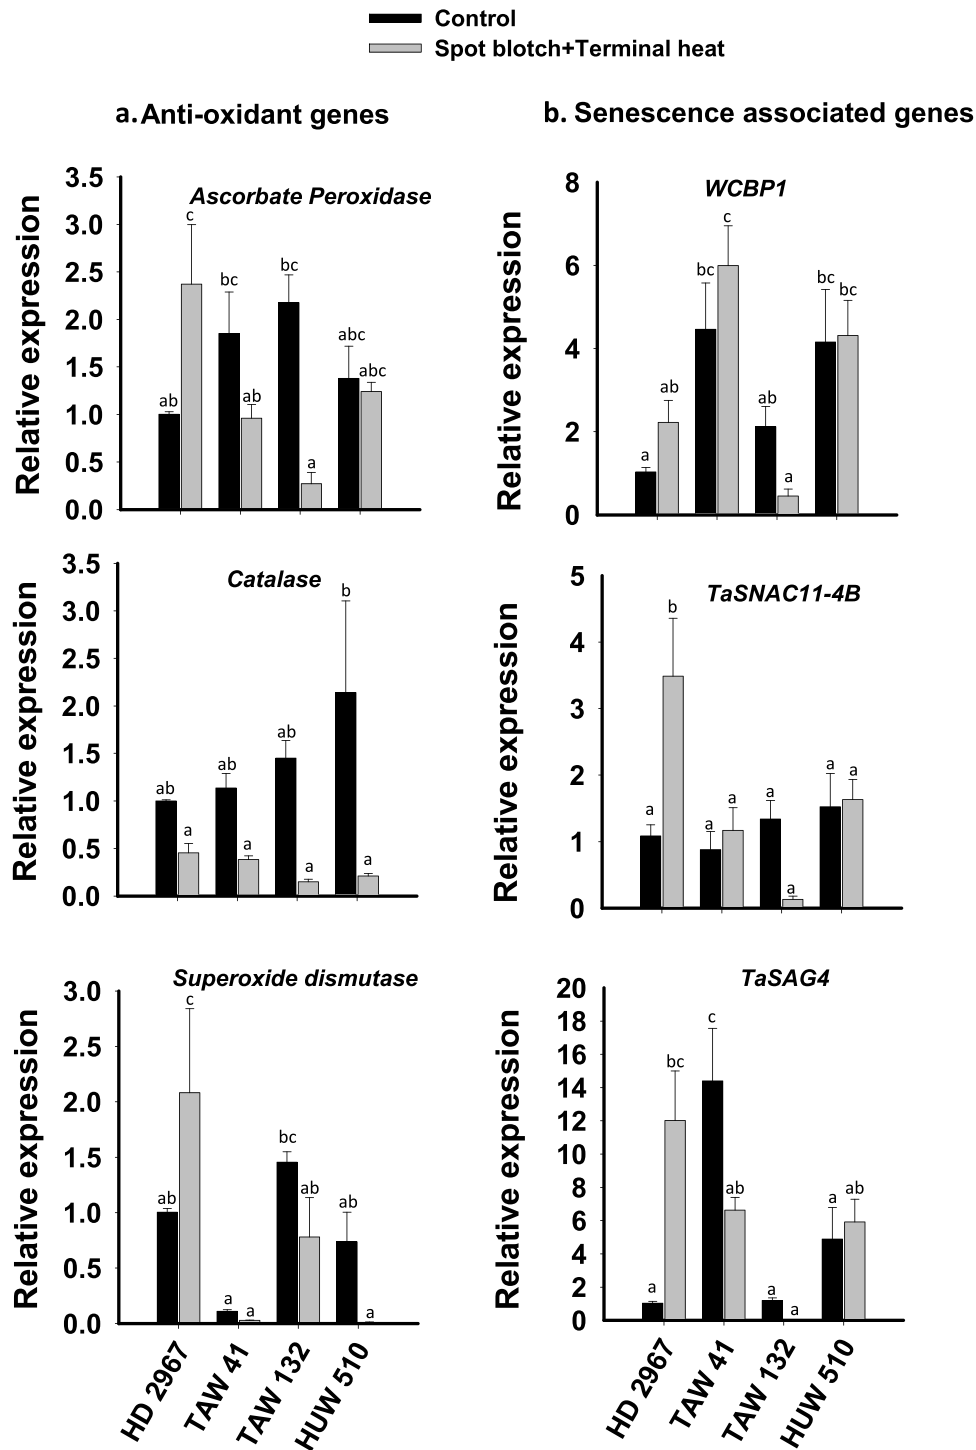 Control
Spot blotch+Terminal heat
a. Anti-oxidant genes
b. Senescence associated genes
Ascorbate Peroxidase
Relative expression
3.5
3.0
2.5
2.0
1.5
1.0
0.5
0.0
ab
c
bc
ab
bc
a
abc
abc
WCBP1
Relative expression
8
6
4
2
0
a
ab
bc
c
ab
a
bc
bc
Catalase
Relative expression
3.5
3.0
2.5
2.0
1.5
1.0
0.5
0.0
ab
a
ab
a
ab
a
b
a
TaSNAC11-4B
Relative expression
5
4
3
2
1
0
a
b
a
a
a
a
a
a
Superoxide dismutase
Relative expression
3.0
2.5
2.0
1.5
1.0
0.5
0.0
ab
c
a
a
bc
ab
ab
a
HD 2967
TAW 41
TAW 132
HUW 510
TaSAG4
Relative expression
20
18
16
14
12
10
8
6
4
2
0
a
bc
c
ab
a
a
a
ab
HD 2967
TAW 41
TAW 132
HUW 510